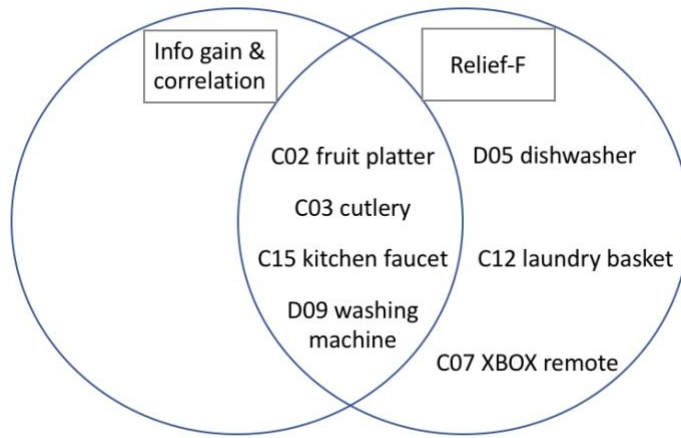 Info gain &
correlation
Relief-F
C02 fruit platter
D05 dishwasher
C03 cutlery
C15 kitchen faucet
C12 laundry basket
D09 washing
machine
C07 XBOX remote